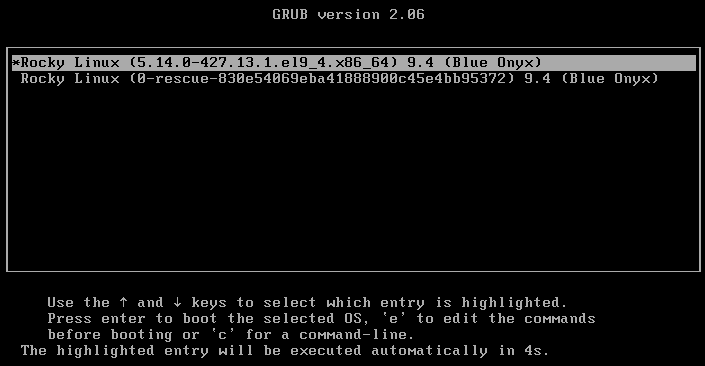 GRUB version 2.06
*Rocky Linux (5.14.0-427.13.1.el9_4.x86_64) 9.4 (Blue Onyx)
Rocky Linux (0-rescue-830e54069eba41888900c45e4bb95372) 9.4 (Blue Onyx)
Use the ↑ and ↓ keys to select which entry is highlighted.
Press enter to boot the selected OS, `e' to edit the commands
before booting or `c' for a command-line.
The highlighted entry will be executed automatically in 4s.